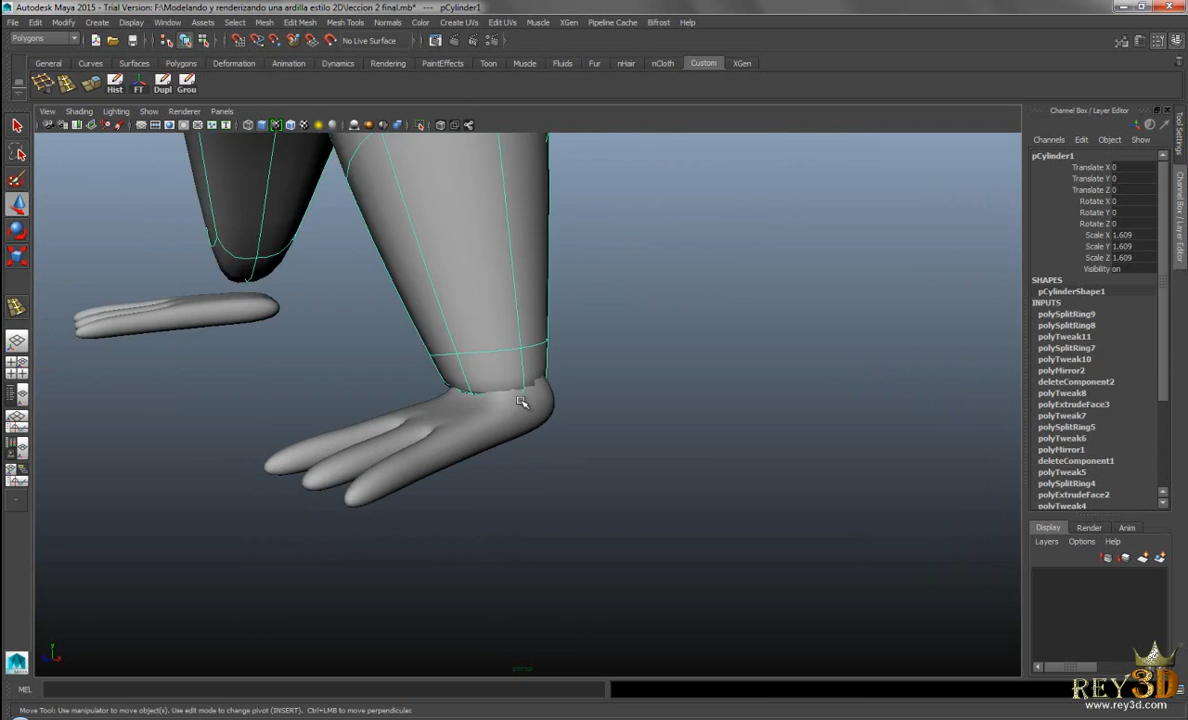 Autodesk Maya 2015 - Trial Version: F:\Modelando y renderizando una ardilla estilo 2D\leccion 2 final.mb* --- pCylinder1
File Edit Modify Create Display Window Assets Select Mesh Mesh Tools Normals Color Create UVs Edit UVs Muscle XGen Pipeline Cache Bifrost Help
Polygons No Live Surface
General Curves Surfaces Polygons Deformation Animation Dynamics Rendering PaintEffects Toon Muscle Fluids Fur nHair nCloth Custom XGen
Hist FT Dupl Grou
View Shading Lighting Show Renderer Panels
Channel Box / Layer Editor
Channels Edit Object Show
pCylinder1
Translate X 0
Translate Y 0
Translate Z 0
Rotate X 0
Rotate Y 0
Rotate Z 0
Scale X 1.609
Scale Y 1.609
Scale Z 1.609
Visibility on
SHAPES
pCylinderShape1
INPUTS
polySplitRing9
polySplitRing8
polyTweak11
polySplitRing7
polyTweak10
polyMirror2
deleteComponent2
polyTweak8
polyExtrudeFace3
polyTweak7
polySplitRing5
polyTweak6
polyMirror1
deleteComponent1
polyTweak5
polySplitRing4
polyExtrudeFace2
polyTweak4
Display Render Anim
Layers Options Help
Tool Settings
Channel Box / Layer Editor
persp
MEL
Move Tool: Use manipulator to move object(s). Use edit mode to change pivot (INSERT). Ctrl+LMB to move perpendicular.
REY3D
www.rey3d.com